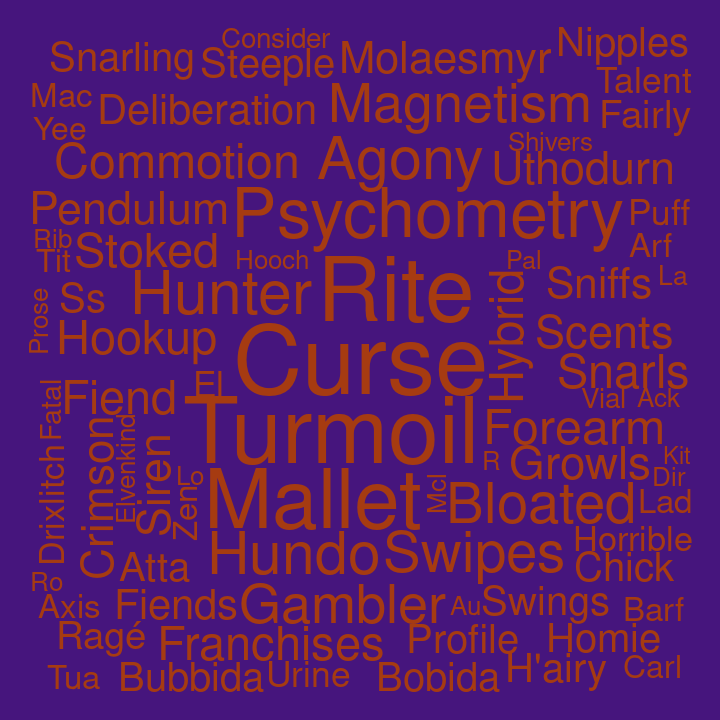 Consider
Snarling Steeple Molaesmyr Nipples
Mac Deliberation Magnetism Talent
Yee Fairly
Commotion Agony Shivers Uthodurn
Pendulum Psychometry Puff
Rib Tit Stoked Hooch Pal Arf
Ss Hunter Rite Hybrid Sniffs La
Prose Hookup Curse Scents
Snarls
Fatal Fiend El Vial Ack
Turmoil Forearm
Drixlitch Crimson Elvenkind Siren R Growls Kit
Lo Zen Mallet Mcl Bloated Dir Lad
Hundo Swipes Horrible
Ro Atta Chick
Axis Fiends Gambler Au Swings Barf
Ragé Franchises Profile Homie
Tua Bubbida Urine Bobida H'airy Carl